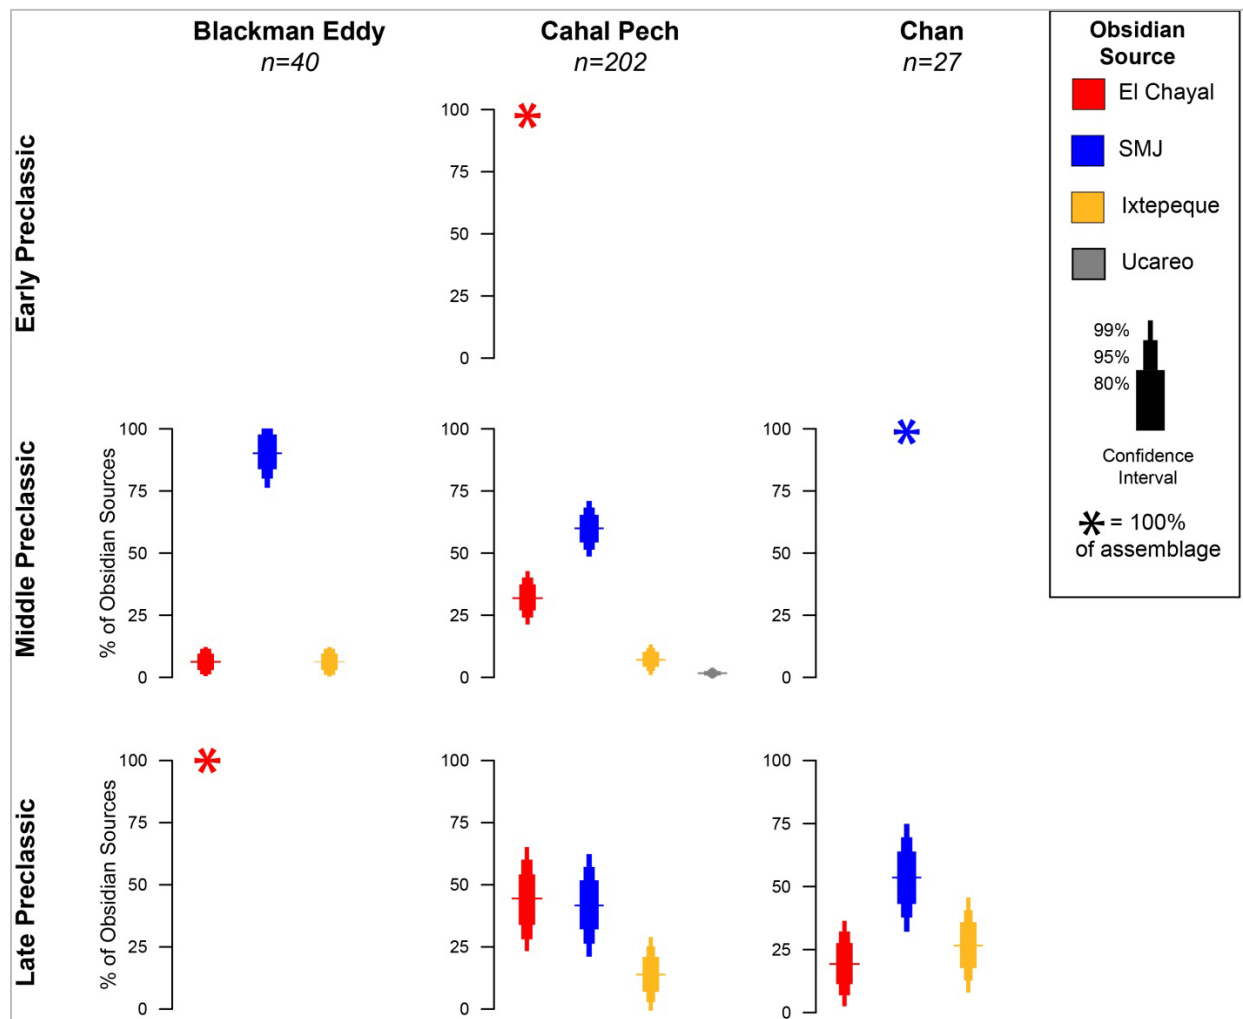 Blackman Eddy
n=40
Cahal Pech
n=202
Chan
n=27
Obsidian
Source
El Chayal
SMJ
Ixtepeque
Ucareo
99%
95%
80%
Confidence
Interval
* = 100%
of assemblage
Early Preclassic
100
75
50
25
0
Middle Preclassic
% of Obsidian Sources
100
75
50
25
0
100
75
50
25
0
100
75
50
25
0
Late Preclassic
% of Obsidian Sources
100
75
50
25
0
100
75
50
25
0
100
75
50
25
0